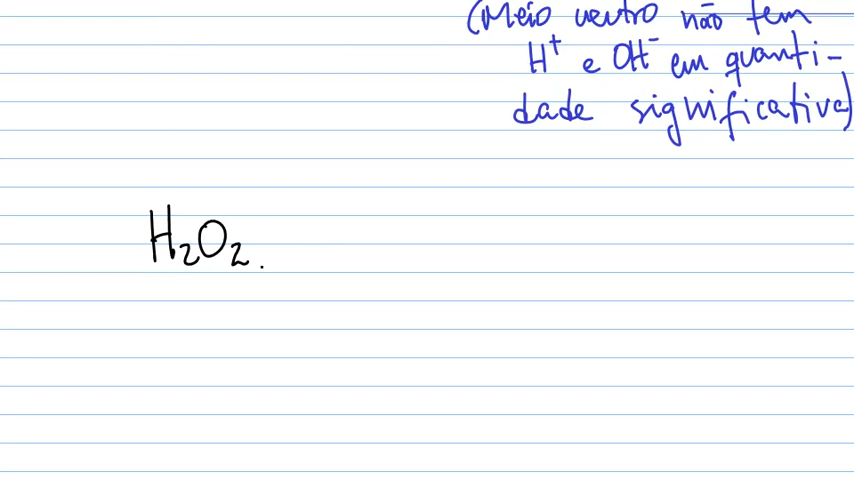 (Meio neutro não tem
H⁺ e OH⁻ em quanti-
dade significativa)
H₂O₂.